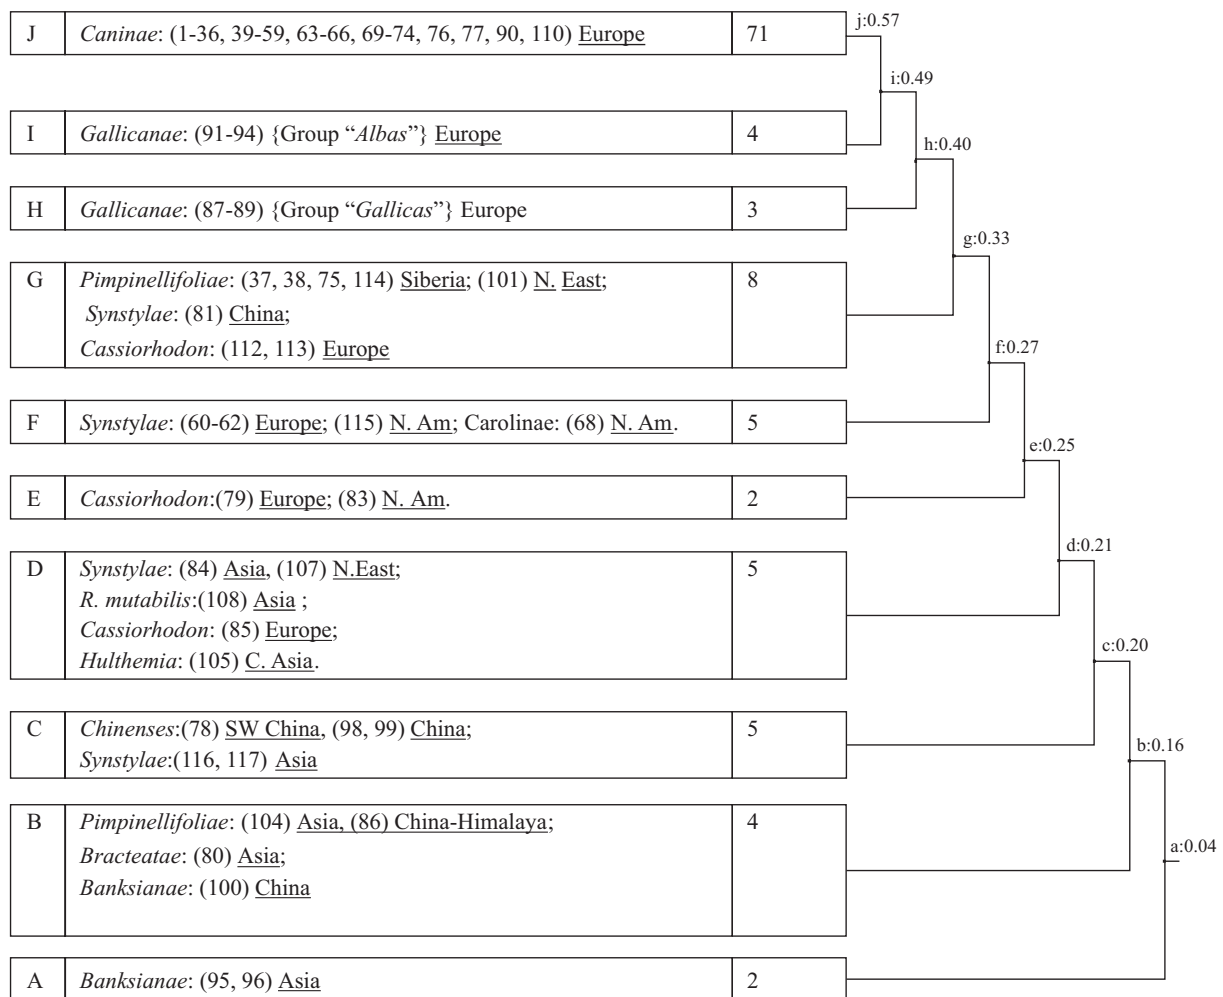 J Caninae: (1-36, 39-59, 63-66, 69-74, 76, 77, 90, 110) Europe 71
j:0.57
i:0.49
I Gallicanae: (91-94) {Group “Albas”} Europe 4
h:0.40
H Gallicanae: (87-89) {Group “Gallicas”} Europe 3
g:0.33
G Pimpinellifoliae: (37, 38, 75, 114) Siberia; (101) N. East; 8
Synstylae: (81) China;
Cassiorhodon: (112, 113) Europe
f:0.27
F Synstylae: (60-62) Europe; (115) N. Am; Carolinae: (68) N. Am. 5
e:0.25
E Cassiorhodon:(79) Europe; (83) N. Am. 2
d:0.21
D Synstylae: (84) Asia, (107) N.East; 5
R. mutabilis:(108) Asia ;
Cassiorhodon: (85) Europe;
Hulthemia: (105) C. Asia.
c:0.20
C Chinenses:(78) SW China, (98, 99) China; 5
Synstylae:(116, 117) Asia
b:0.16
B Pimpinellifoliae: (104) Asia, (86) China-Himalaya; 4
Bracteatae: (80) Asia;
Banksianae: (100) China
a:0.04
A Banksianae: (95, 96) Asia 2